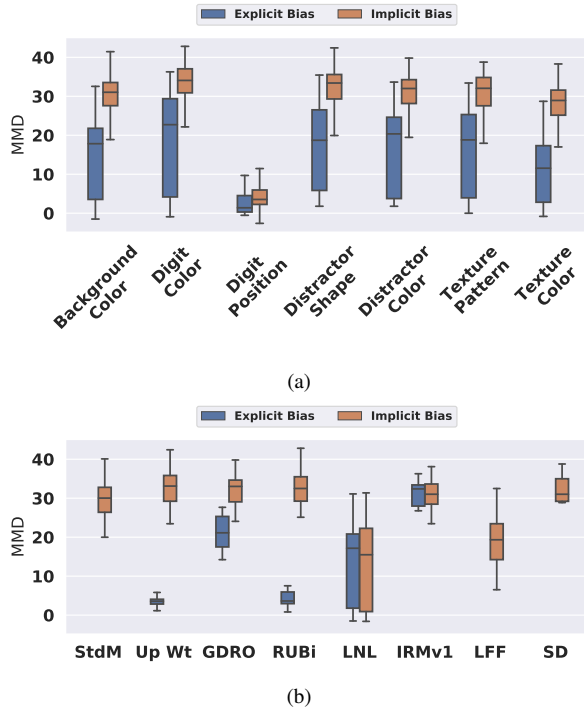 Explicit Bias Implicit Bias
MMD
40
30
20
10
0
Background Color
Digit Color
Digit Position
Distractor Shape
Distractor Color
Texture Pattern
Texture Color
(a)
Explicit Bias Implicit Bias
MMD
40
30
20
10
0
StdM Up Wt GDRO RUBi LNL IRMv1 LFF SD
(b)